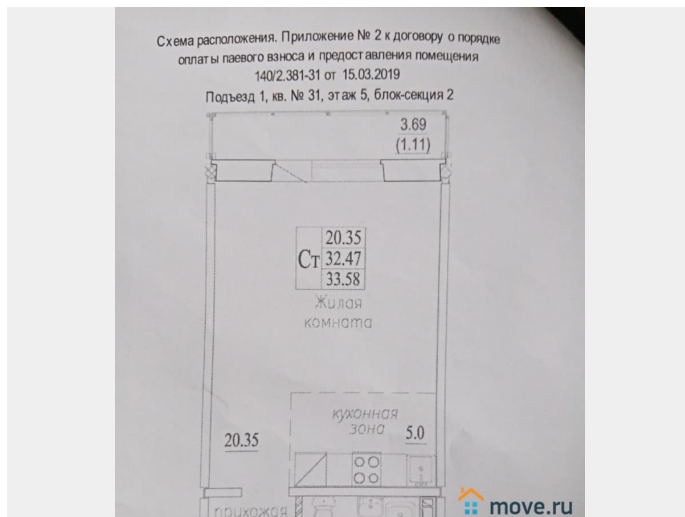 Схема расположения. Приложение № 2 к договору о порядке
оплаты паевого взноса и предоставления помещения
140/2.381-31 от 15.03.2019
Подъезд 1, кв. № 31, этаж 5, блок-секция 2
3.69
(1.11)
20.35
Ст 32.47
33.58
Жилая
комната
кухонная
зона 5.0
20.35
прихожая
move.ru